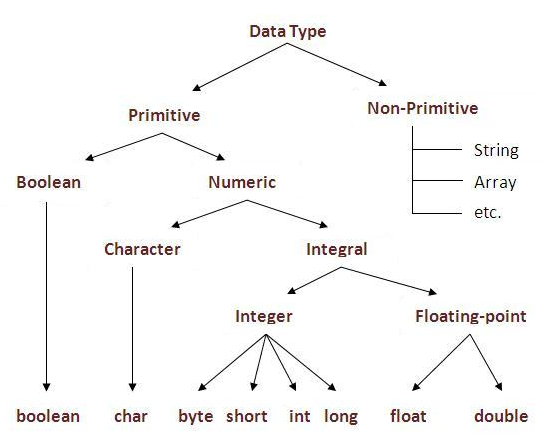 Data Type
Primitive
Non-Primitive
String
Array
etc.
Boolean
Numeric
Character
Integral
Integer
Floating-point
boolean char byte short int long float double